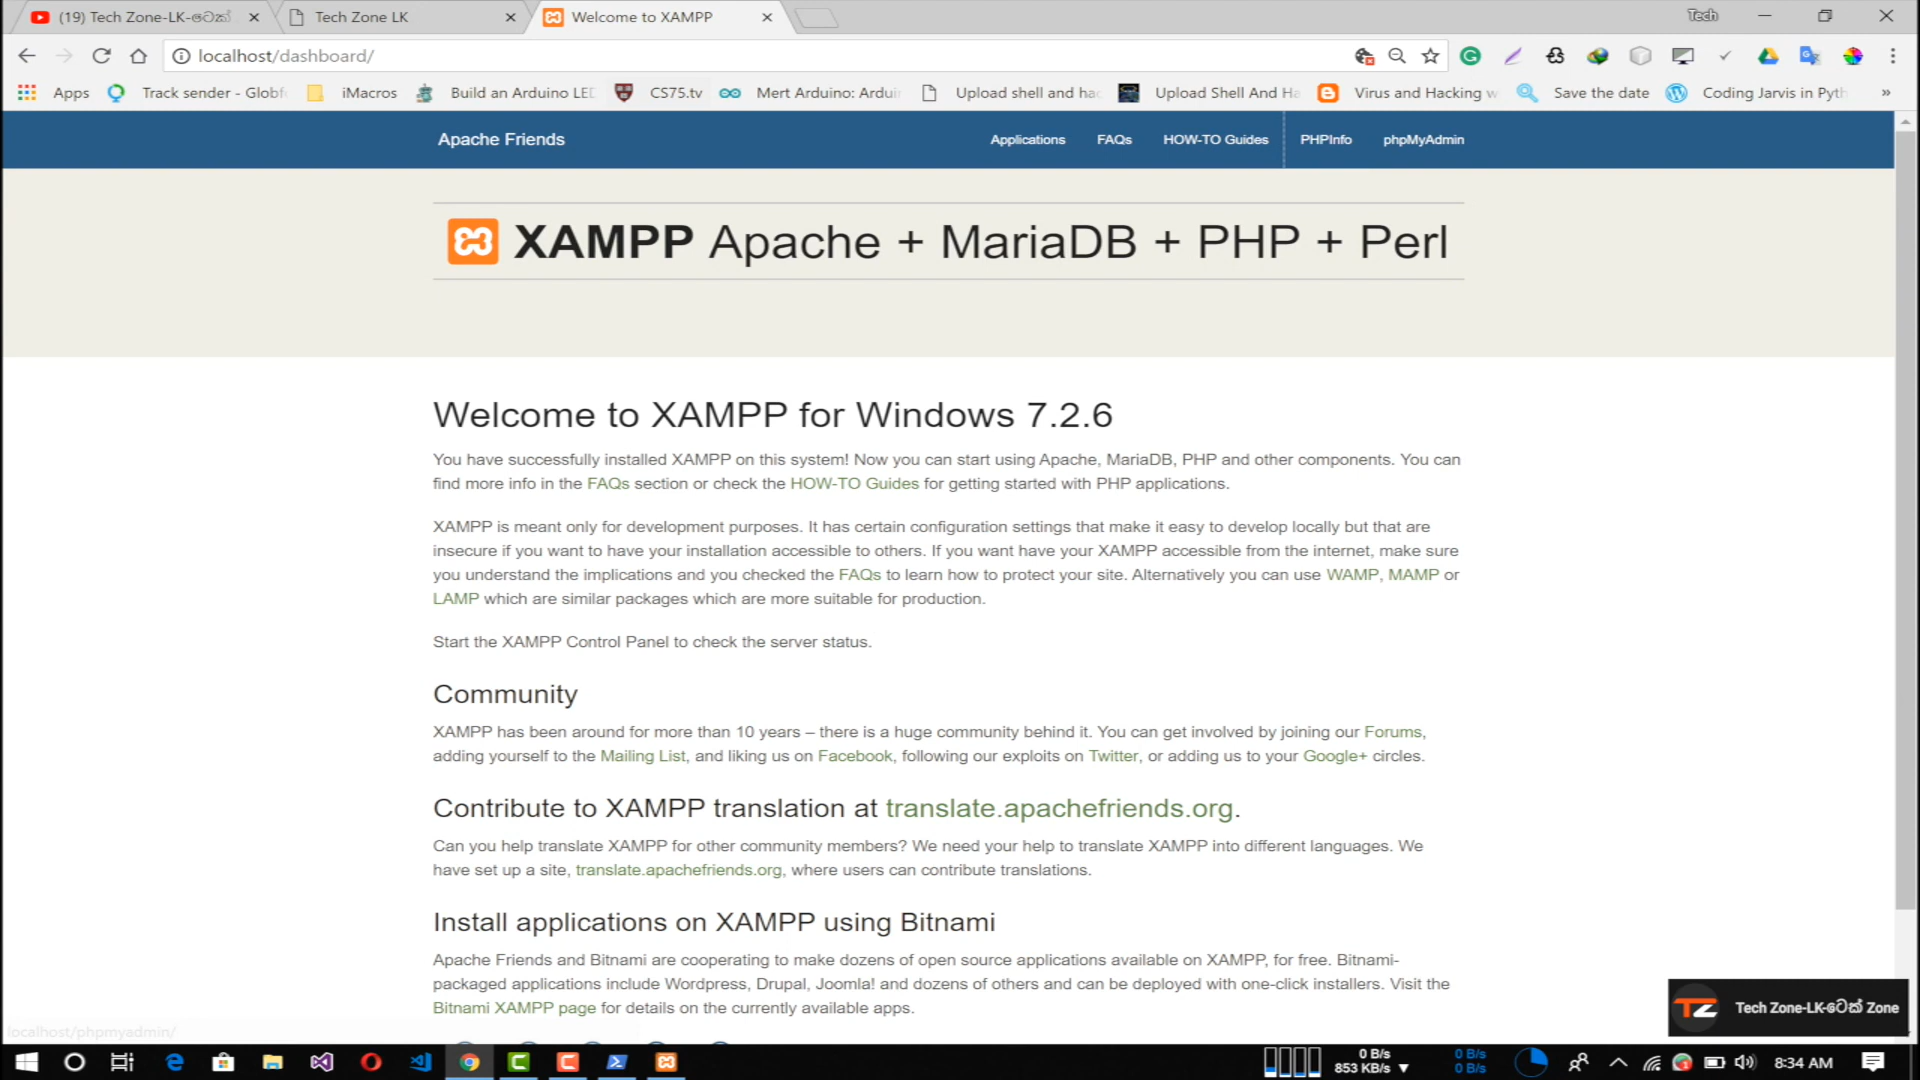 (19) Tech Zone-LK-ටෙක්
Tech Zone LK
Welcome to XAMPP
Tech
localhost/dashboard/
Apps
Track sender - Globf
iMacros
Build an Arduino LED
CS75.tv
Mert Arduino: Ardui
Upload shell and hac
Upload Shell And Ha
Virus and Hacking w
Save the date
Coding Jarvis in Pyth
»
Apache Friends
Applications
FAQs
HOW-TO Guides
PHPInfo
phpMyAdmin
XAMPP Apache + MariaDB + PHP + Perl
Welcome to XAMPP for Windows 7.2.6
You have successfully installed XAMPP on this system! Now you can start using Apache, MariaDB, PHP and other components. You can
find more info in the FAQs section or check the HOW-TO Guides for getting started with PHP applications.
XAMPP is meant only for development purposes. It has certain configuration settings that make it easy to develop locally but that are
insecure if you want to have your installation accessible to others. If you want have your XAMPP accessible from the internet, make sure
you understand the implications and you checked the FAQs to learn how to protect your site. Alternatively you can use WAMP, MAMP or
LAMP which are similar packages which are more suitable for production.
Start the XAMPP Control Panel to check the server status.
Community
XAMPP has been around for more than 10 years – there is a huge community behind it. You can get involved by joining our Forums,
adding yourself to the Mailing List, and liking us on Facebook, following our exploits on Twitter, or adding us to your Google+ circles.
Contribute to XAMPP translation at translate.apachefriends.org.
Can you help translate XAMPP for other community members? We need your help to translate XAMPP into different languages. We
have set up a site, translate.apachefriends.org, where users can contribute translations.
Install applications on XAMPP using Bitnami
Apache Friends and Bitnami are cooperating to make dozens of open source applications available on XAMPP, for free. Bitnami-
packaged applications include Wordpress, Drupal, Joomla! and dozens of others and can be deployed with one-click installers. Visit the
Bitnami XAMPP page for details on the currently available apps.
localhost/phpmyadmin/
TZ
Tech Zone-LK-ටෙක් Zone
0 B/s
853 KB/s
0 B/s
0 B/s
8:34 AM